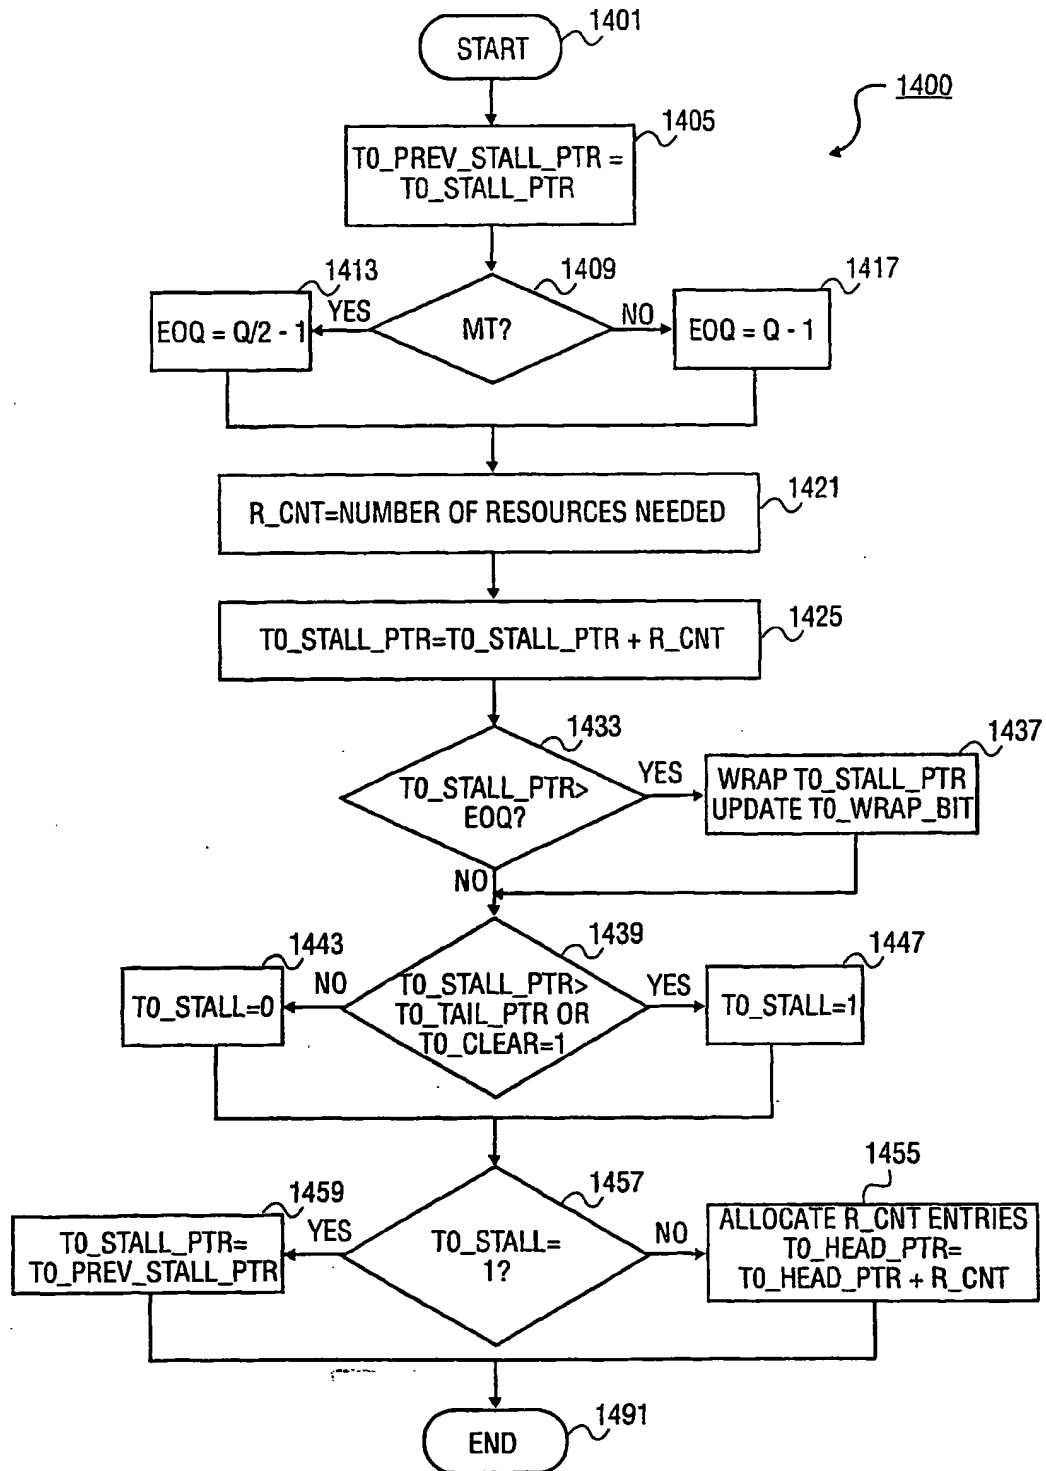 START
1401
1400
1405
T0_PREV_STALL_PTR =
T0_STALL_PTR
1413
1409
1417
EOQ = Q/2 - 1
YES
MT?
NO
EOQ = Q - 1
1421
R_CNT=NUMBER OF RESOURCES NEEDED
1425
T0_STALL_PTR=T0_STALL_PTR + R_CNT
1433
1437
T0_STALL_PTR>
EOQ?
YES
WRAP T0_STALL_PTR
UPDATE T0_WRAP_BIT
NO
1443
1439
1447
T0_STALL=0
NO
T0_STALL_PTR>
T0_TAIL_PTR OR
T0_CLEAR=1
YES
T0_STALL=1
1459
1457
1455
T0_STALL_PTR=
T0_PREV_STALL_PTR
YES
T0_STALL=
1?
NO
ALLOCATE R_CNT ENTRIES
T0_HEAD_PTR=
T0_HEAD_PTR + R_CNT
END
1491